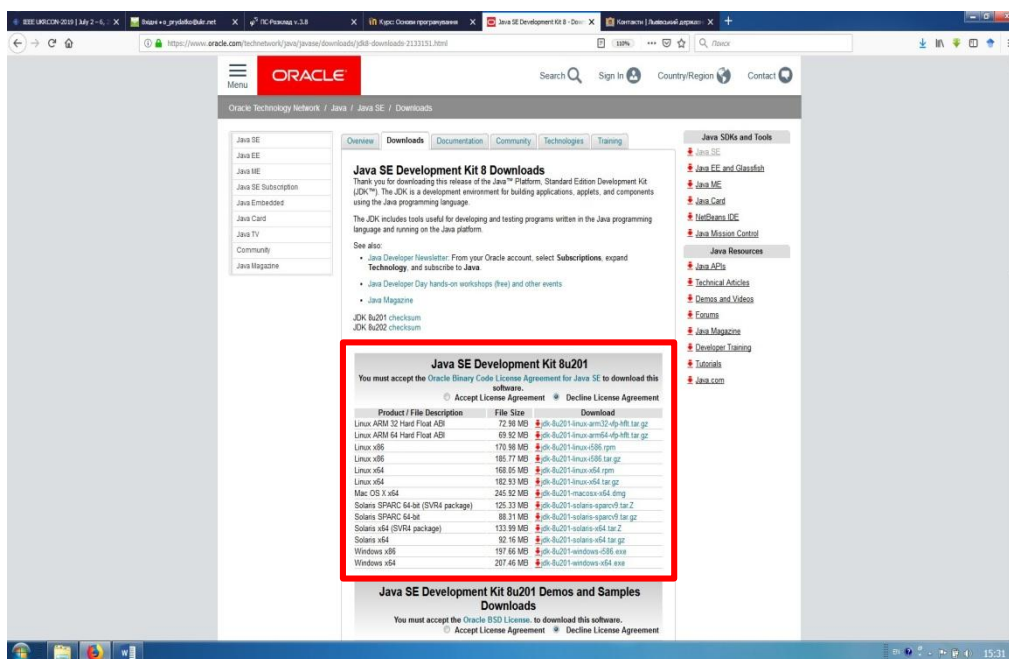 IEEE UKRCON-2019 | July 2 – 6, 2
Вхідні • o_prydatko@ukr.net
ПС-Розклад v.3.8
Курс: Основи програмування
Java SE Development Kit 8 - Dow
Контакти | Львівський держав
https://www.oracle.com/technetwork/java/javase/downloads/jdk8-downloads-2133151.html
110%
Пошук
Menu
ORACLE
Search
Sign In
Country/Region
Contact
Oracle Technology Network / Java / Java SE / Downloads
Java SE
Java EE
Java ME
Java SE Subscription
Java Embedded
Java Card
Java TV
Community
Java Magazine
Overview Downloads Documentation Community Technologies Training
Java SE Development Kit 8 Downloads
Thank you for downloading this release of the Java™ Platform, Standard Edition Development Kit
(JDK™). The JDK is a development environment for building applications, applets, and components
using the Java programming language.
The JDK includes tools useful for developing and testing programs written in the Java programming
language and running on the Java platform.
See also:
• Java Developer Newsletter: From your Oracle account, select Subscriptions, expand
Technology, and subscribe to Java.
• Java Developer Day hands-on workshops (free) and other events
• Java Magazine
JDK 8u201 checksum
JDK 8u202 checksum
Java SE Development Kit 8u201
You must accept the Oracle Binary Code License Agreement for Java SE to download this
software.
Accept License Agreement Decline License Agreement
Product / File Description File Size Download
Linux ARM 32 Hard Float ABI 72.98 MB jdk-8u201-linux-arm32-vfp-hflt.tar.gz
Linux ARM 64 Hard Float ABI 69.92 MB jdk-8u201-linux-arm64-vfp-hflt.tar.gz
Linux x86 170.98 MB jdk-8u201-linux-i586.rpm
Linux x86 185.77 MB jdk-8u201-linux-i586.tar.gz
Linux x64 168.05 MB jdk-8u201-linux-x64.rpm
Linux x64 182.93 MB jdk-8u201-linux-x64.tar.gz
Mac OS X x64 245.92 MB jdk-8u201-macosx-x64.dmg
Solaris SPARC 64-bit (SVR4 package) 125.33 MB jdk-8u201-solaris-sparcv9.tar.Z
Solaris SPARC 64-bit 88.31 MB jdk-8u201-solaris-sparcv9.tar.gz
Solaris x64 (SVR4 package) 133.99 MB jdk-8u201-solaris-x64.tar.Z
Solaris x64 92.16 MB jdk-8u201-solaris-x64.tar.gz
Windows x86 197.66 MB jdk-8u201-windows-i586.exe
Windows x64 207.46 MB jdk-8u201-windows-x64.exe
Java SE Development Kit 8u201 Demos and Samples
Downloads
You must accept the Oracle BSD License. to download this software.
Accept License Agreement Decline License Agreement
Java SDKs and Tools
Java SE
Java EE and Glassfish
Java ME
Java Card
NetBeans IDE
Java Mission Control
Java Resources
Java APIs
Technical Articles
Demos and Videos
Forums
Java Magazine
Developer Training
Tutorials
Java.com
EN
15:31